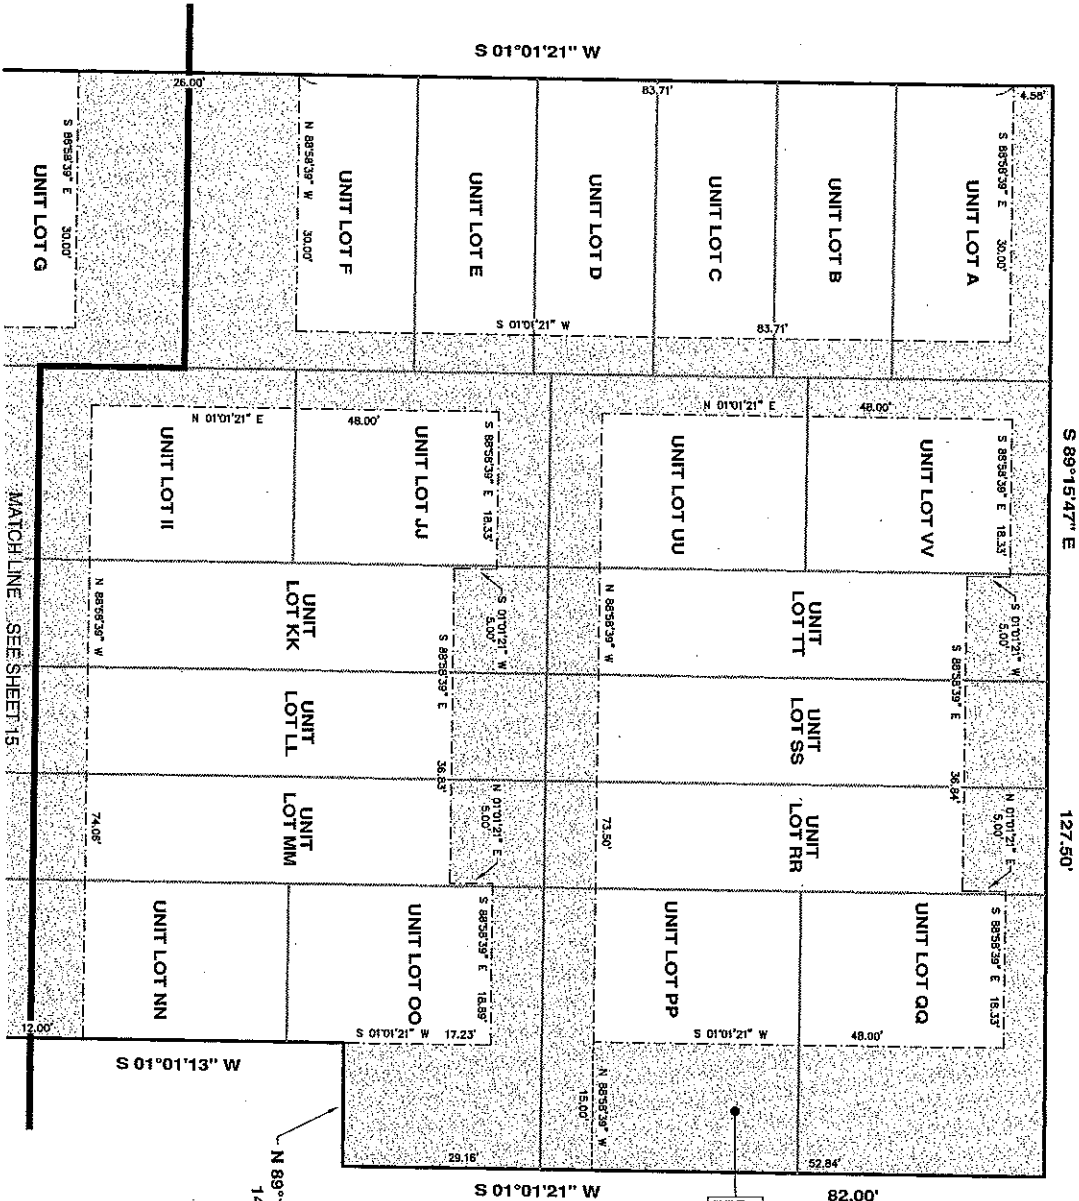 S 01°01'21" W
26.00'
83.71'
4.58'
S 88°58'39" E 30.00'
UNIT LOT G
N 88°58'39" W 30.00'
UNIT LOT F
UNIT LOT E
UNIT LOT D
UNIT LOT C
UNIT LOT B
UNIT LOT A
S 88°58'39" E 30.00'
S 01°01'21" W
83.71'
S 89°15'47" E
127.50'
N 01°01'21" E
48.00'
UNIT LOT II
UNIT LOT JJ
S 88°58'39" E 18.33'
N 01°01'21" E
48.00'
UNIT LOT UU
UNIT LOT VV
S 88°58'39" E 18.33'
MATCH LINE SEE SHEET 15
N 88°58'39" W
74.06'
UNIT
LOT KK
S 01°01'21" W
5.00'
S 88°58'39" E
36.83'
UNIT
LOT LL
UNIT
LOT MM
N 01°01'21" E
5.00'
N 88°58'39" W
73.50'
UNIT
LOT TT
S 01°01'21" W
5.00'
S 88°58'39" E
36.84'
UNIT
LOT SS
UNIT
LOT RR
N 01°01'21" E
5.00'
UNIT LOT NN
UNIT LOT OO
S 88°58'39" E 18.89'
S 01°01'21" W 17.23'
UNIT LOT PP
UNIT LOT QQ
S 88°58'39" E 18.33'
S 01°01'21" W
48.00'
12.00'
S 01°01'13" W
N 88°58'39" W
15.00'
29.16'
52.84'
N 89°
S 01°01'21" W
82.00'